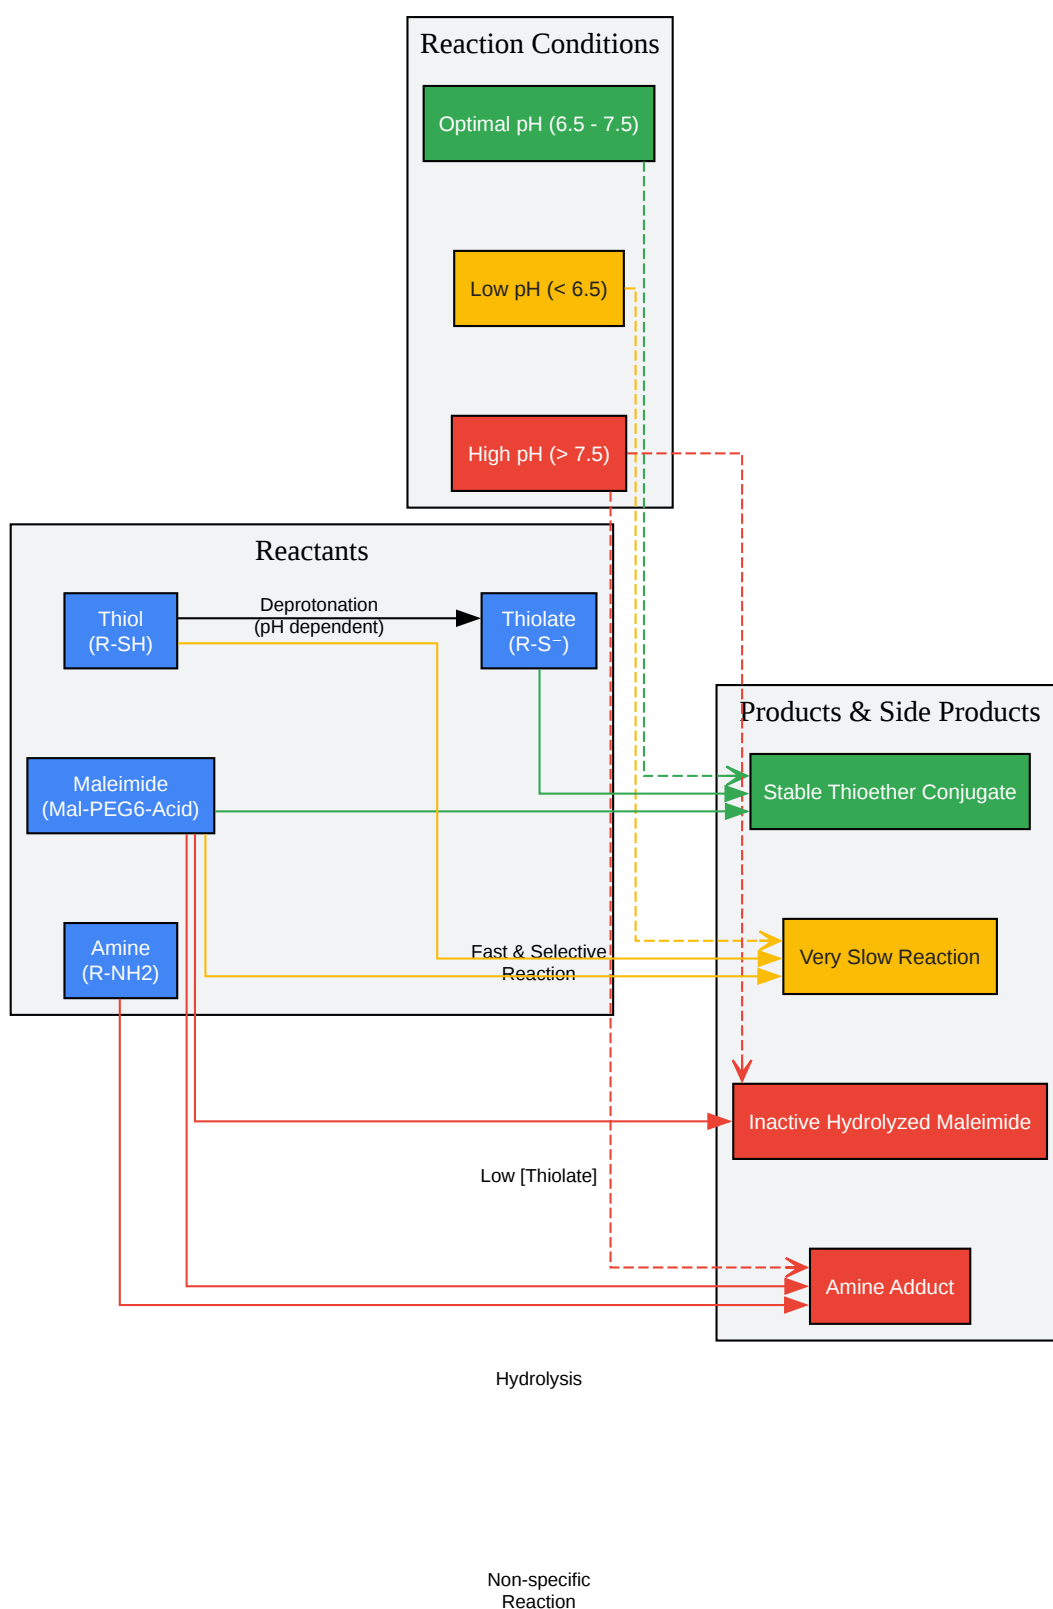 Reaction Conditions
Optimal pH (6.5 - 7.5)
Low pH (< 6.5)
High pH (> 7.5)
Reactants
Thiol
(R-SH)
Deprotonation
(pH dependent)
Thiolate
(R-S⁻)
Maleimide
(Mal-PEG6-Acid)
Amine
(R-NH2)
Fast & Selective
Reaction
Products & Side Products
Stable Thioether Conjugate
Very Slow Reaction
Inactive Hydrolyzed Maleimide
Amine Adduct
Low [Thiolate]
Hydrolysis
Non-specific
Reaction